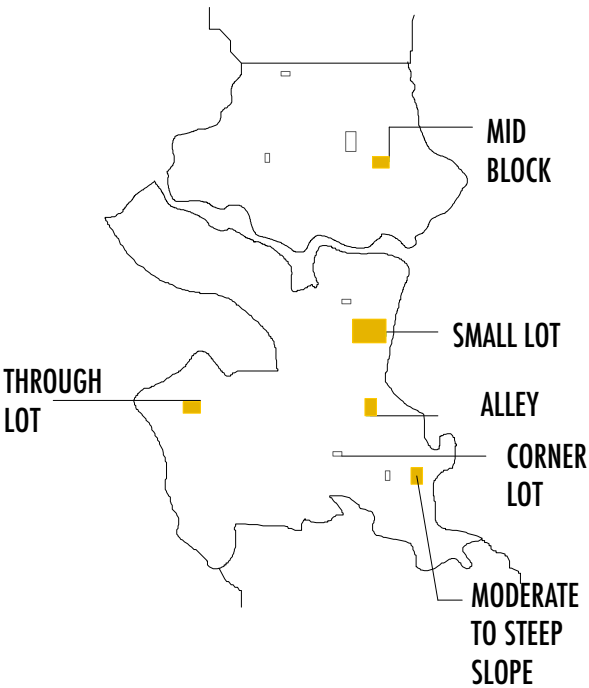 MID
BLOCK
SMALL LOT
THROUGH
LOT
ALLEY
CORNER
LOT
MODERATE
TO STEEP
SLOPE